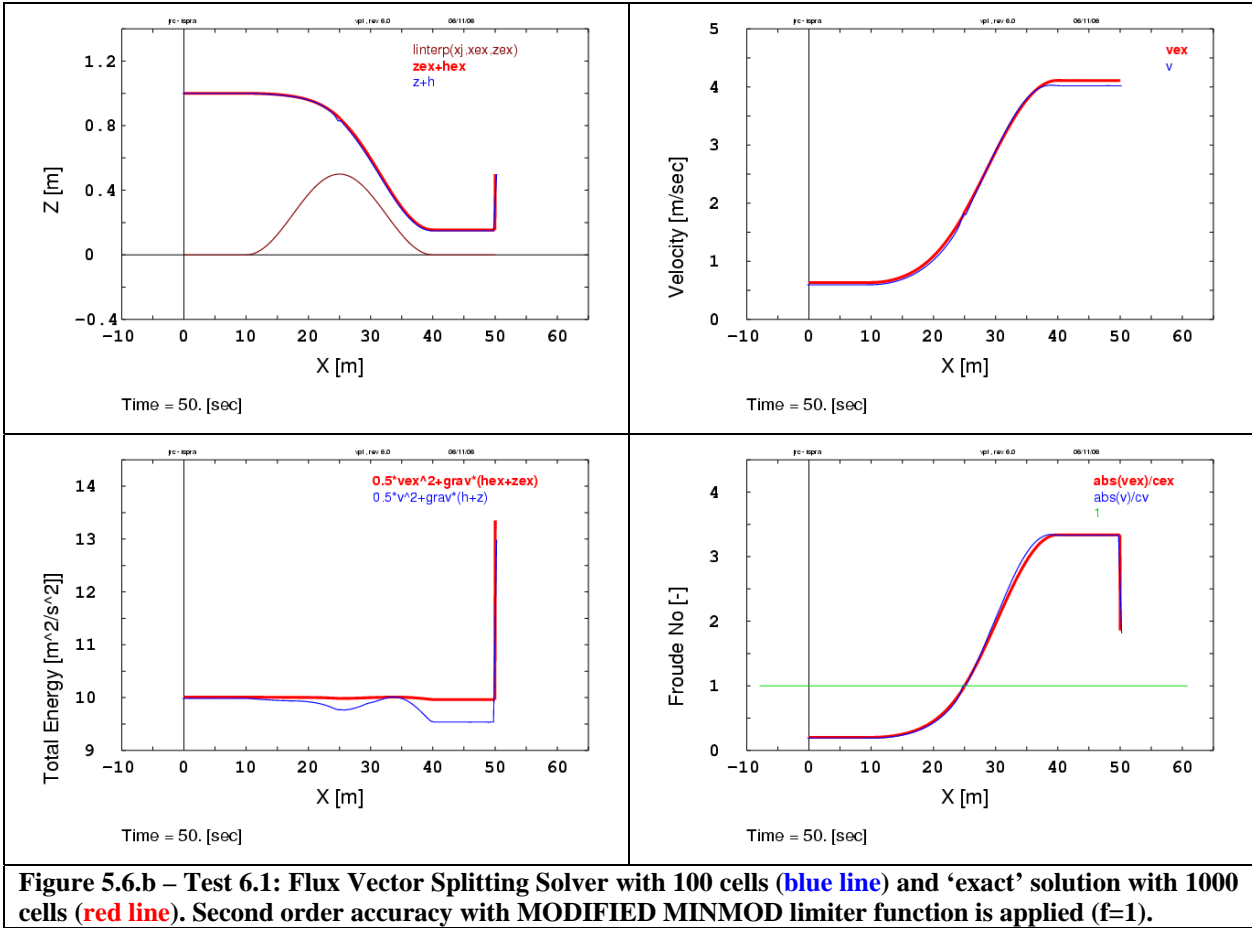 jrc - ispra vpl , rev 6.0 06/11/06
linterp(xj,xex,zex)
zex+hex
z+h
1.2
0.8
0.4
0
-0.4
Z [m]
-10 0 10 20 30 40 50 60
X [m]
Time = 50. [sec]
jrc - ispra vpl , rev 6.0 06/11/06
vex
v
5
4
3
2
1
0
Velocity [m/sec]
-10 0 10 20 30 40 50 60
X [m]
Time = 50. [sec]
jrc - ispra vpl , rev 6.0 06/11/06
0.5*vex^2+grav*(hex+zex)
0.5*v^2+grav*(h+z)
14
13
12
11
10
9
Total Energy [m^2/s^2]]
-10 0 10 20 30 40 50 60
X [m]
Time = 50. [sec]
jrc - ispra vpl , rev 6.0 06/11/06
abs(vex)/cex
abs(v)/cv
1
4
3
2
1
0
Froude No [-]
-10 0 10 20 30 40 50 60
X [m]
Time = 50. [sec]
Figure 5.6.b – Test 6.1: Flux Vector Splitting Solver with 100 cells (blue line) and ‘exact’ solution with 1000
cells (red line). Second order accuracy with MODIFIED MINMOD limiter function is applied (f=1).